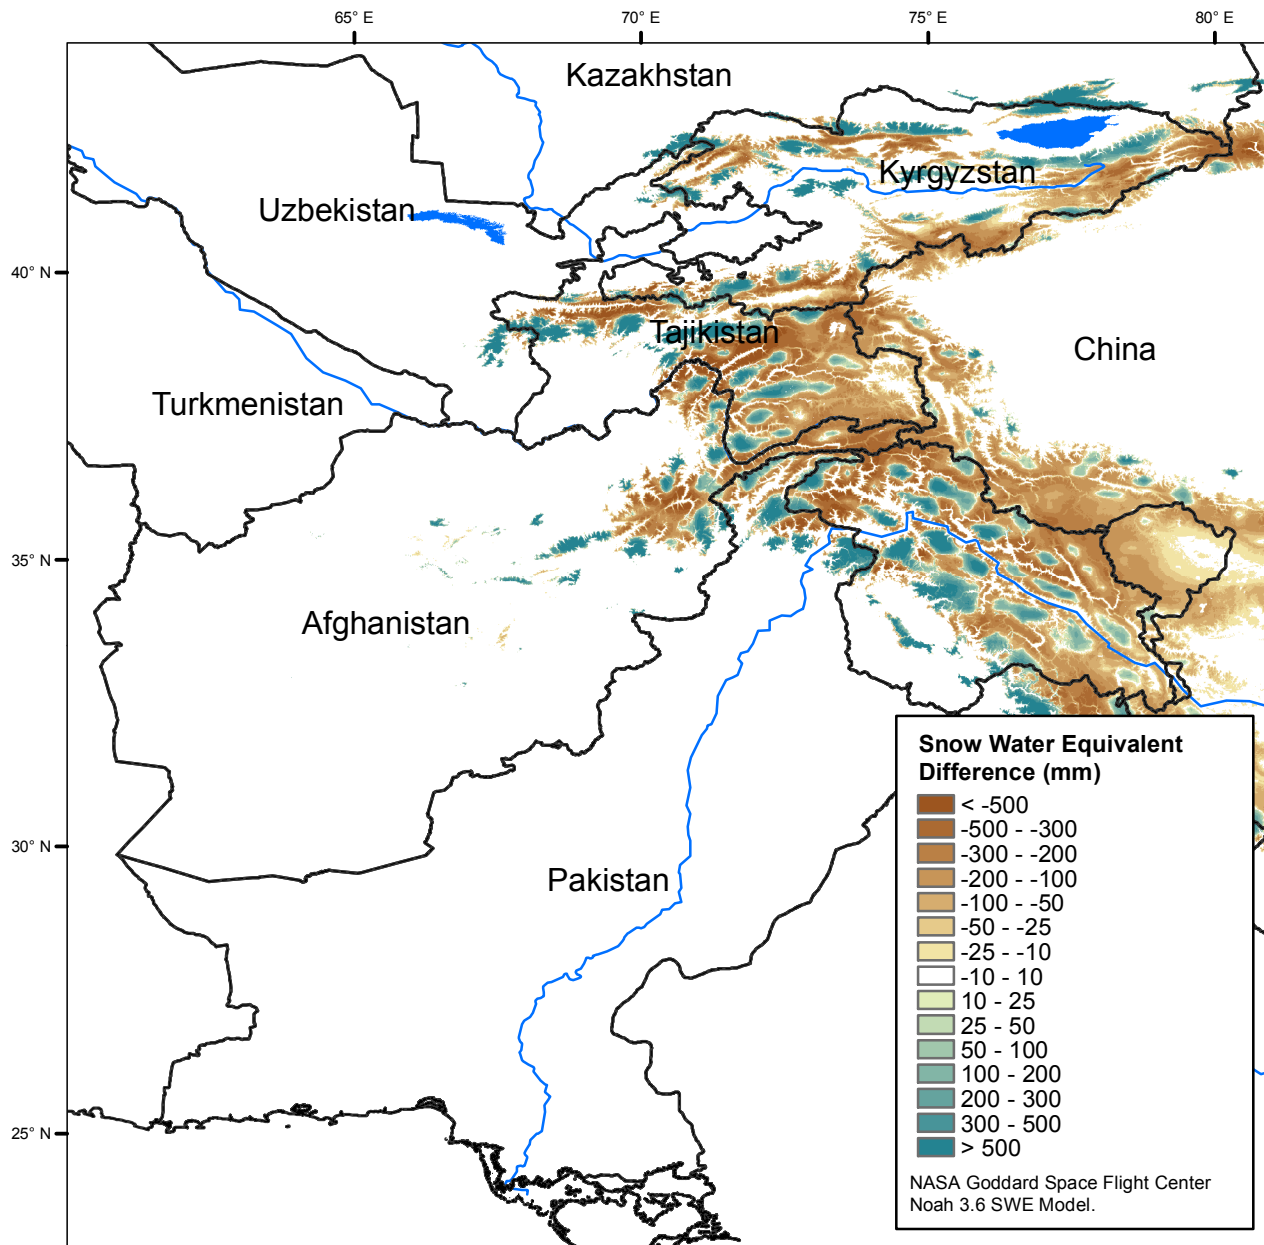 65° E
70° E
75° E
80° E
Kazakhstan
Kyrgyzstan
Uzbekistan
40° N
Tajikistan
China
Turkmenistan
35° N
Afghanistan
Snow Water Equivalent
Difference (mm)
< -500
-500 - -300
-300 - -200
-200 - -100
-100 - -50
-50 - -25
-25 - -10
-10 - 10
10 - 25
25 - 50
50 - 100
100 - 200
200 - 300
300 - 500
> 500
NASA Goddard Space Flight Center
Noah 3.6 SWE Model.
30° N
Pakistan
25° N